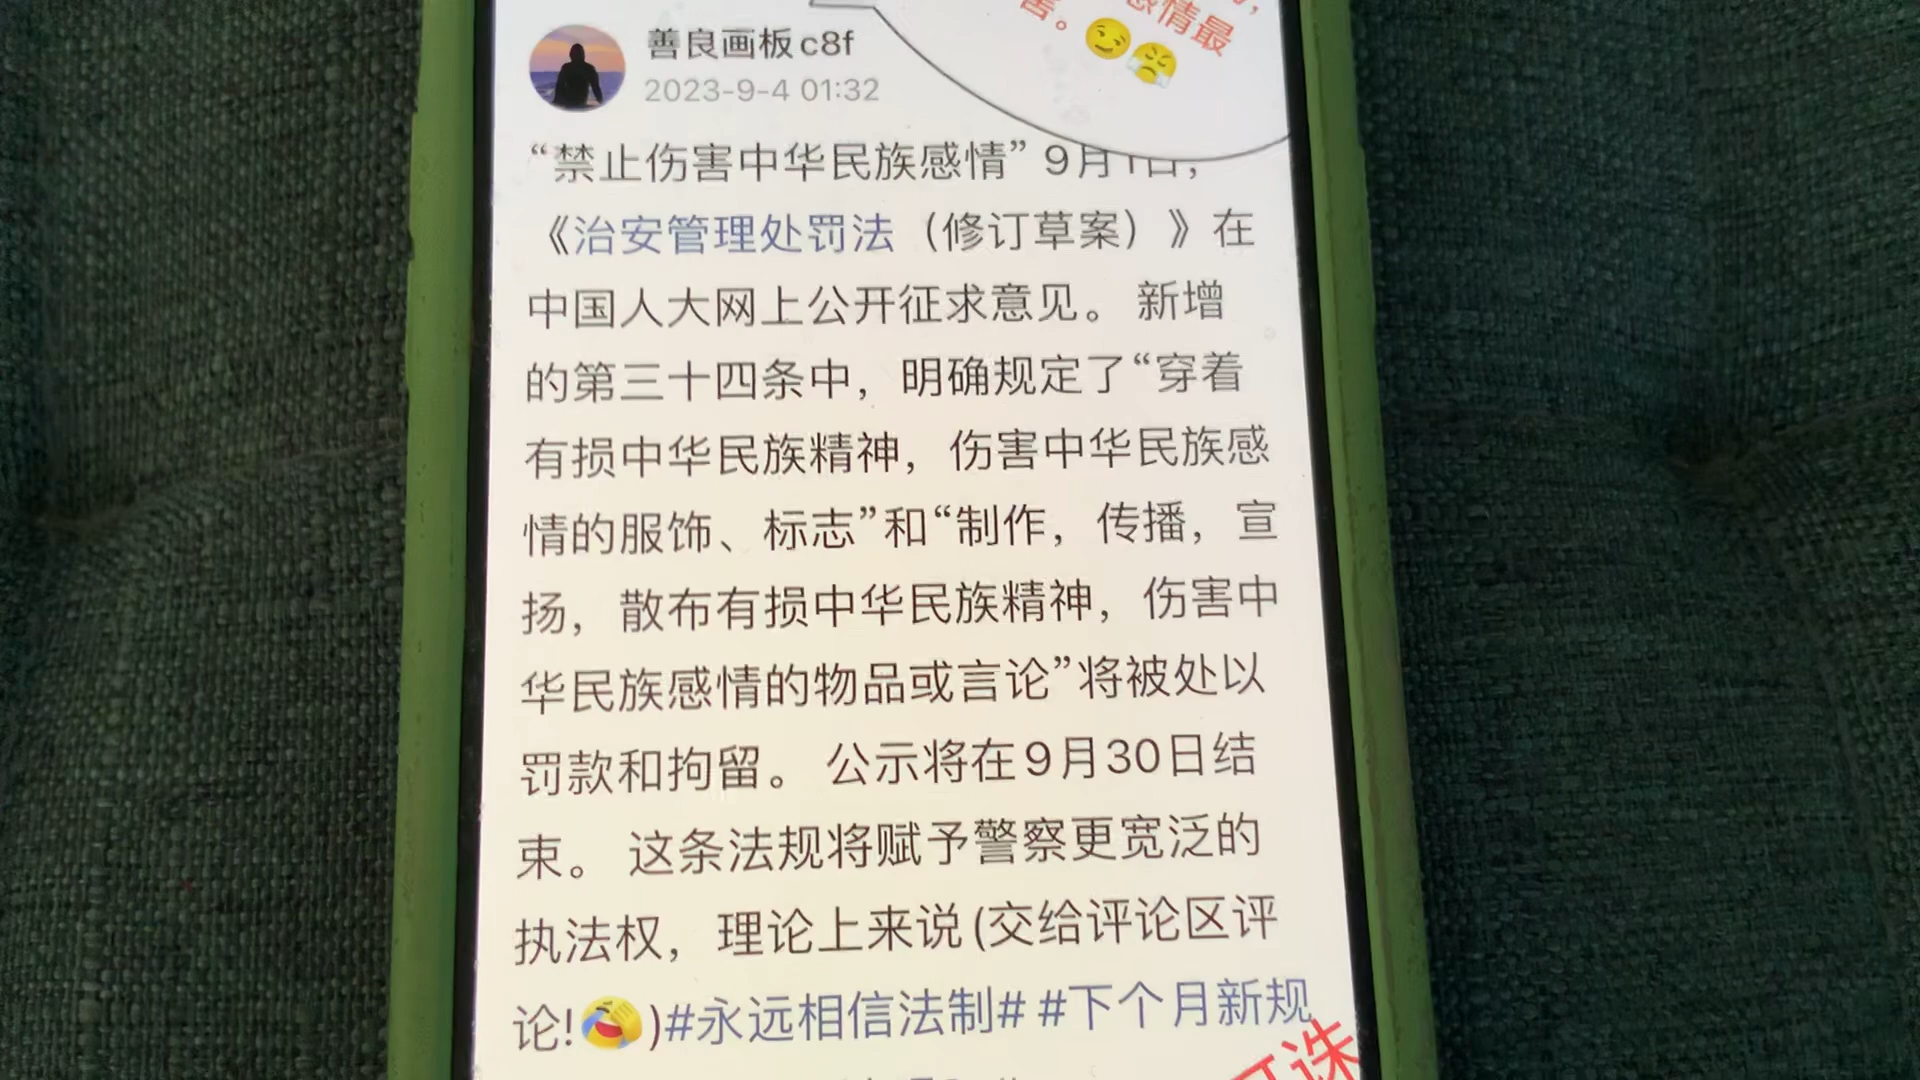 感情最
害。
善良画板c8f
2023-9-4 01:32
“禁止伤害中华民族感情” 9月1日，
《治安管理处罚法（修订草案）》在
中国人大网上公开征求意见。 新增
的第三十四条中，明确规定了“穿着
有损中华民族精神，伤害中华民族感
情的服饰、标志”和“制作，传播，宣
扬，散布有损中华民族精神，伤害中
华民族感情的物品或言论”将被处以
罚款和拘留。 公示将在9月30日结
束。 这条法规将赋予警察更宽泛的
执法权，理论上来说(交给评论区评
论!🤣)#永远相信法制# #下个月新规
诛